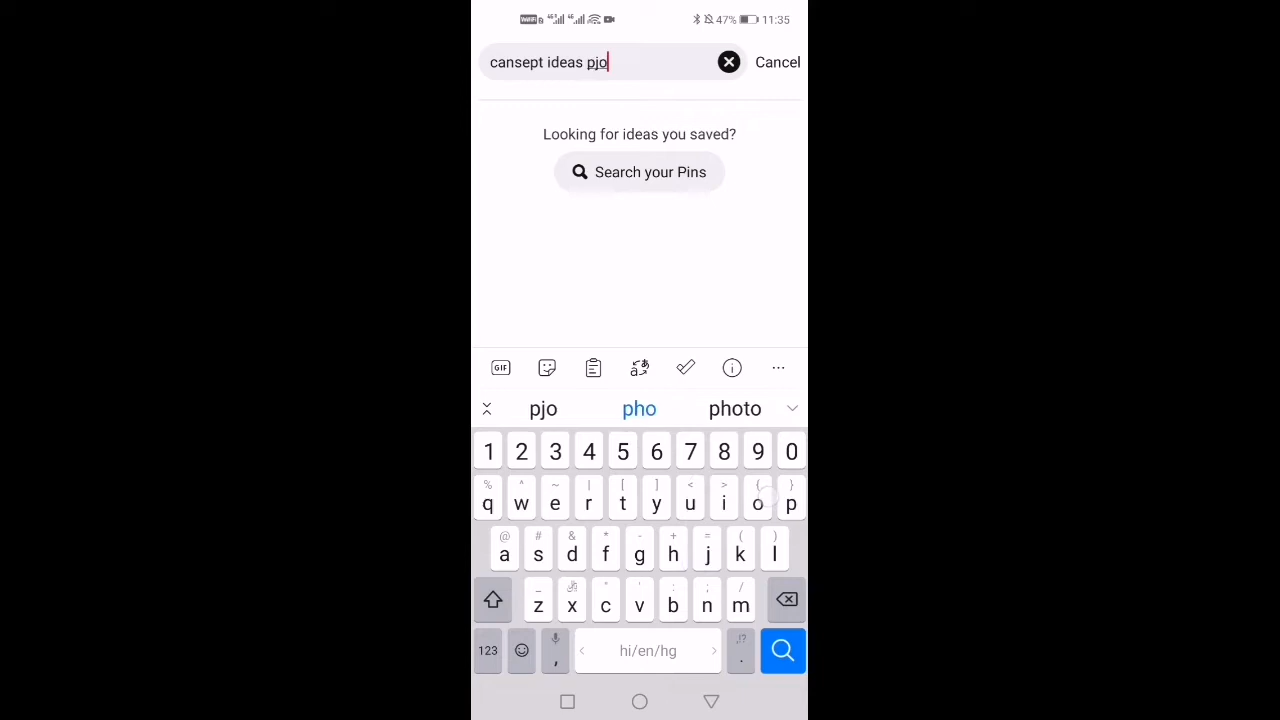 47% 11:35
cansept ideas pjo Cancel
Looking for ideas you saved?
Search your Pins
GIF
pjo pho photo
1 2 3 4 5 6 7 8 9 0
% ^ ~ | [ ] < > { }
q w e r t y u i o p
@ # & * - + = ( )
a s d f g h j k l
_ " ' : ; /
z x c v b n m
123 , hi/en/hg ,!? .